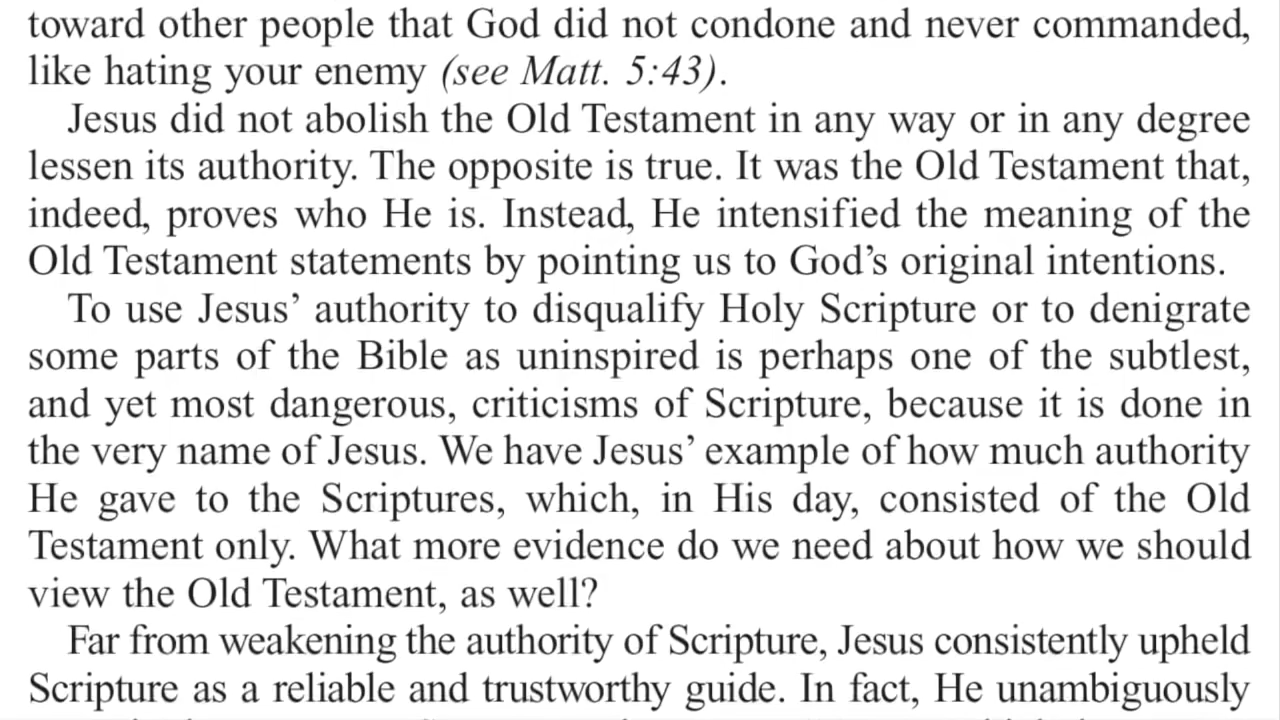 toward other people that God did not condone and never commanded,
like hating your enemy (see Matt. 5:43).
Jesus did not abolish the Old Testament in any way or in any degree
lessen its authority. The opposite is true. It was the Old Testament that,
indeed, proves who He is. Instead, He intensified the meaning of the
Old Testament statements by pointing us to God’s original intentions.
To use Jesus’ authority to disqualify Holy Scripture or to denigrate
some parts of the Bible as uninspired is perhaps one of the subtlest,
and yet most dangerous, criticisms of Scripture, because it is done in
the very name of Jesus. We have Jesus’ example of how much authority
He gave to the Scriptures, which, in His day, consisted of the Old
Testament only. What more evidence do we need about how we should
view the Old Testament, as well?
Far from weakening the authority of Scripture, Jesus consistently upheld
Scripture as a reliable and trustworthy guide. In fact, He unambiguously